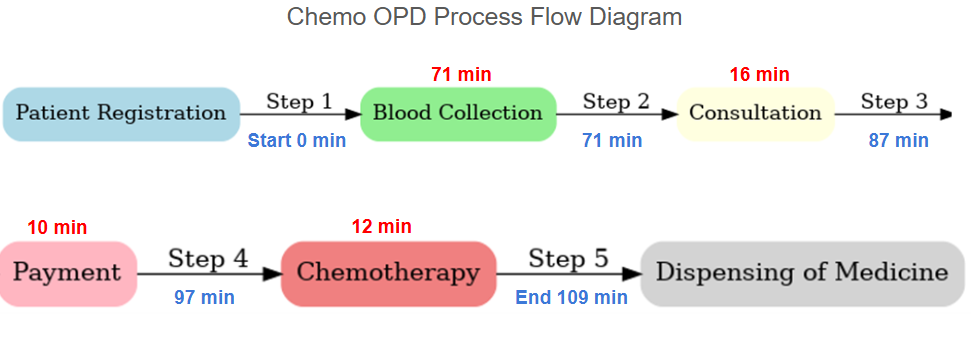 Chemo OPD Process Flow Diagram
71 min
16 min
Patient Registration
Step 1
Blood Collection
Step 2
Consultation
Step 3
Start 0 min
71 min
87 min
10 min
12 min
Payment
Step 4
Chemotherapy
Step 5
Dispensing of Medicine
97 min
End 109 min